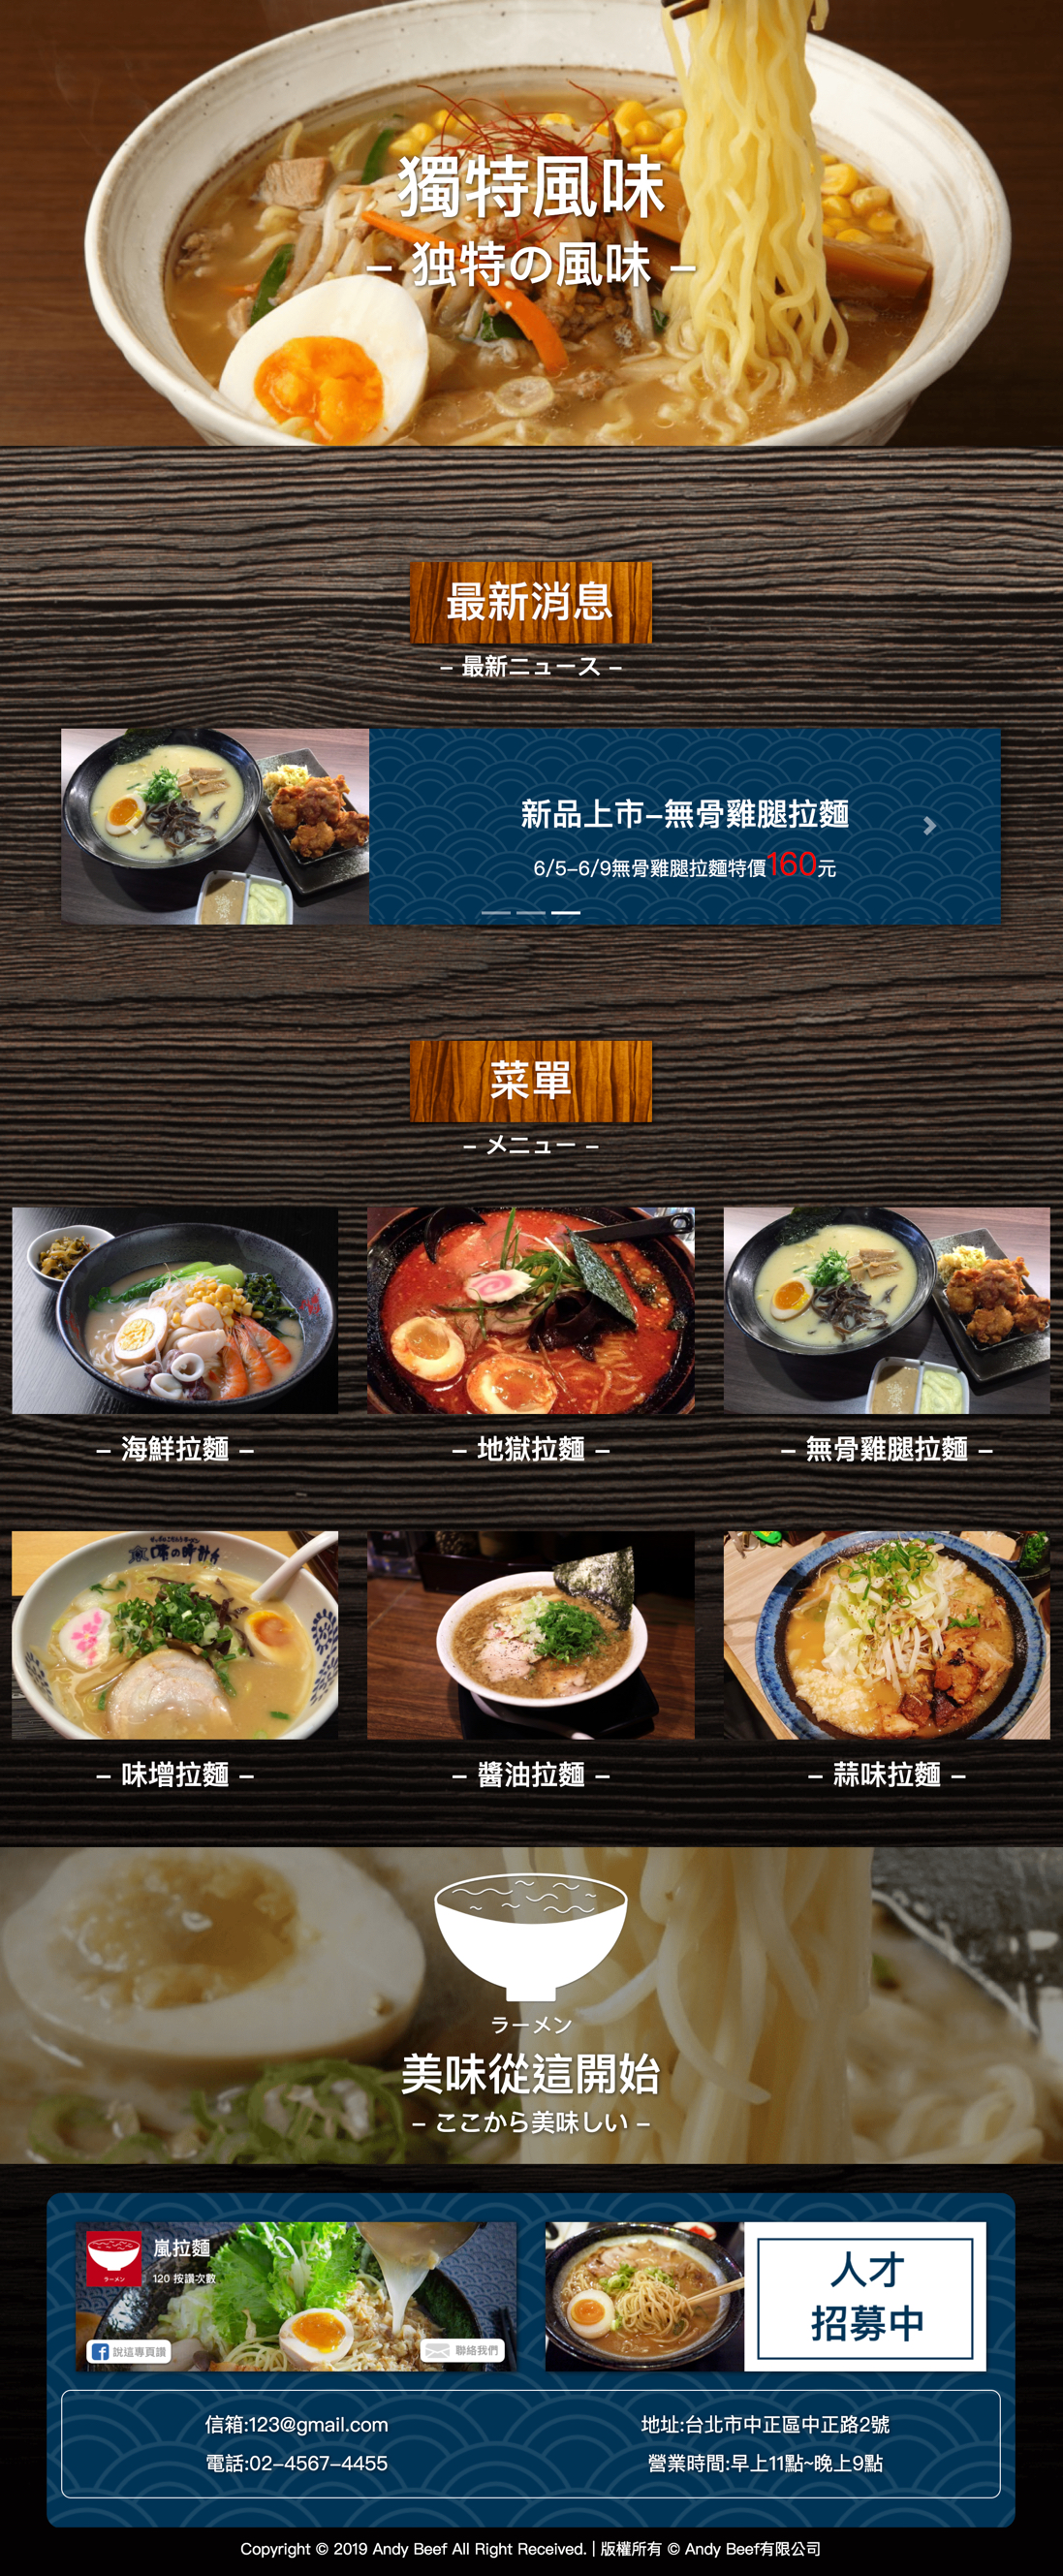 獨特風味
– 独特の風味 –
最新消息
– 最新ニュース –
新品上市–無骨雞腿拉麵
6/5–6/9無骨雞腿拉麵特價160元
菜單
– メニュー –
– 海鮮拉麵 –
– 地獄拉麵 –
– 無骨雞腿拉麵 –
– 味增拉麵 –
– 醬油拉麵 –
– 蒜味拉麵 –
ラーメン
美味從這開始
– ここから美味しい –
嵐拉麵
120 按讚次數
ラーメン
說這專頁讚
聯絡我們
人才
招募中
信箱:123@gmail.com
電話:02–4567–4455
地址:台北市中正區中正路2號
營業時間:早上11點~晚上9點
Copyright © 2019 Andy Beef All Right Received. | 版權所有 © Andy Beef有限公司